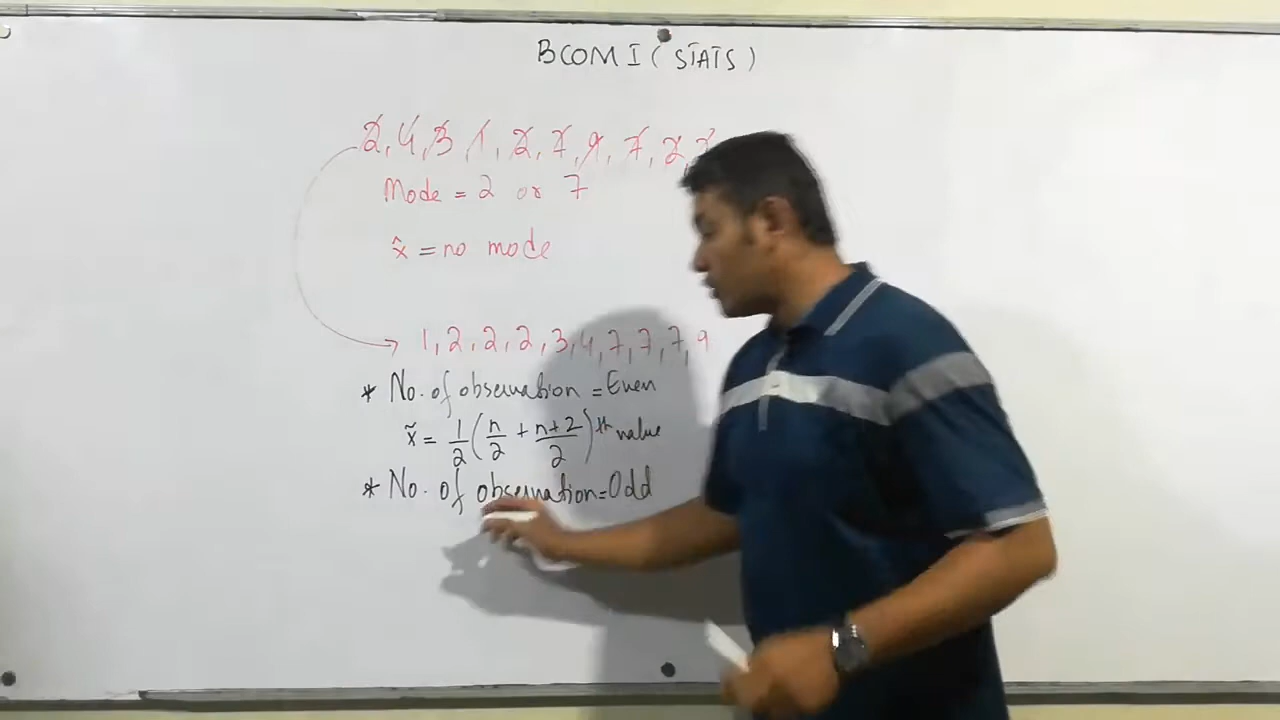 BCOM I ( STATS )
2, 4, 3, 1, 2, 7, 9, 7, 2,
Mode = 2 or 7
x̂ = no mode
1, 2, 2, 2, 3, 4, 7, 7, 7, 9
* No. of observation = Even
x̃ = 1/2 (n/2 + n+2/2)th value
* No. of observation = Odd